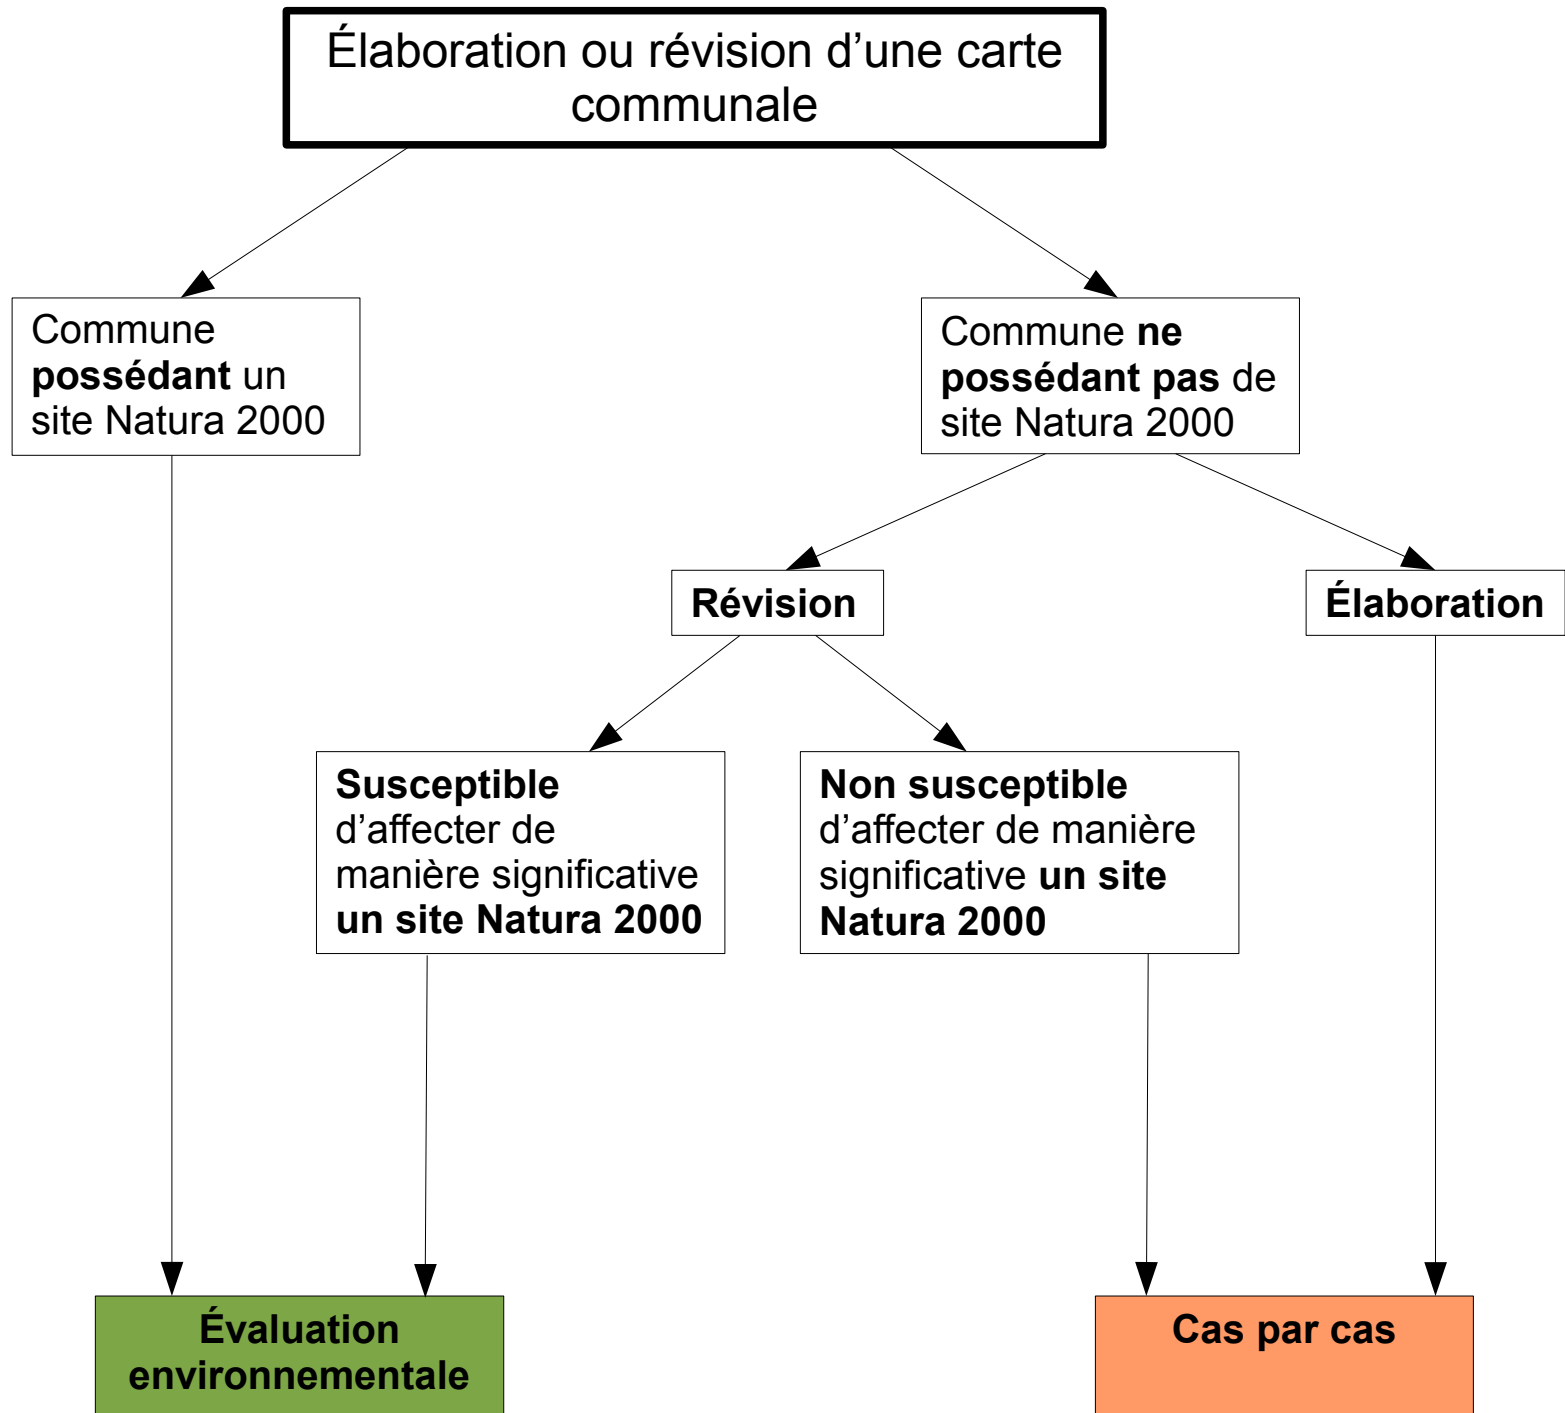 Élaboration ou révision d’une carte
communale
Commune
possédant un
site Natura 2000
Commune ne
possédant pas de
site Natura 2000
Révision
Élaboration
Susceptible
d’affecter de
manière significative
un site Natura 2000
Non susceptible
d’affecter de manière
significative un site
Natura 2000
Évaluation
environnementale
Cas par cas